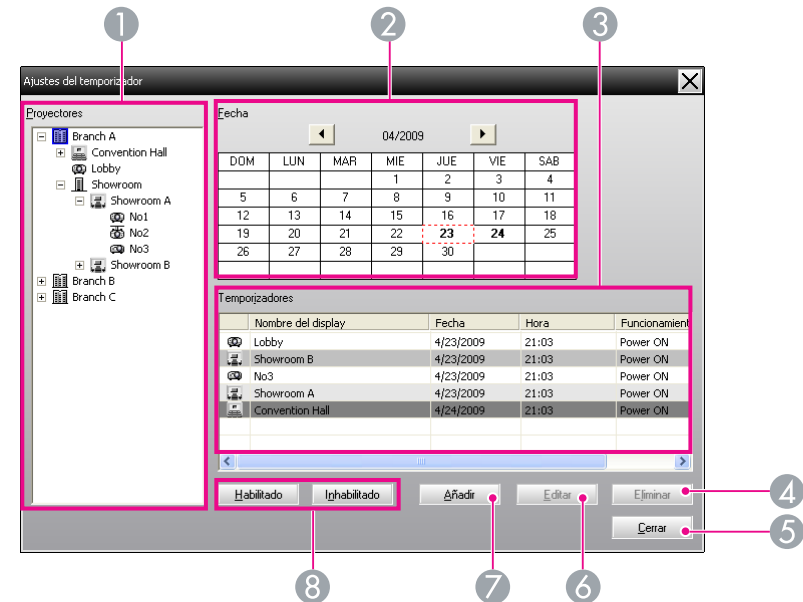 1 2 3
Ajustes del temporizador
Proyectores
Branch A
Convention Hall
Lobby
Showroom
Showroom A
No1
No2
No3
Showroom B
Branch B
Branch C
Fecha
04/2009
DOM LUN MAR MIE JUE VIE SAB
1 2 3 4
5 6 7 8 9 10 11
12 13 14 15 16 17 18
19 20 21 22 23 24 25
26 27 28 29 30
Temporizadores
Nombre del display Fecha Hora Funcionamient
Lobby 4/23/2009 21:03 Power ON
Showroom B 4/23/2009 21:03 Power ON
No3 4/23/2009 21:03 Power ON
Showroom A 4/23/2009 21:03 Power ON
Convention Hall 4/24/2009 21:03 Power ON
Habilitado Inhabilitado Añadir Editar Eliminar 4
Cerrar 5
8 7 6